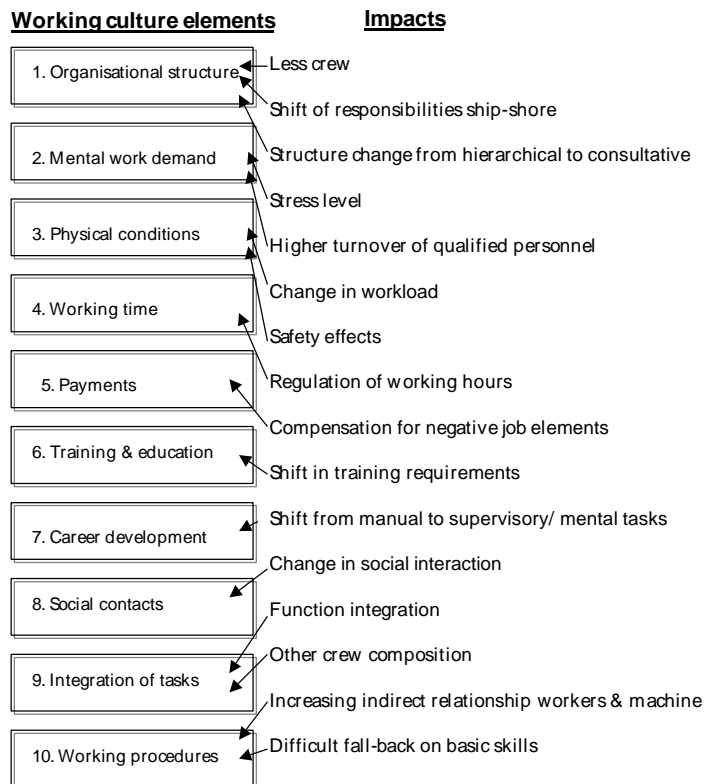 Working culture elements
Impacts
1. Organisational structure
2. Mental work demand
3. Physical conditions
4. Working time
5. Payments
6. Training & education
7. Career development
8. Social contacts
9. Integration of tasks
10. Working procedures
Less crew
Shift of responsibilities ship-shore
Structure change from hierarchical to consultative
Stress level
Higher turnover of qualified personnel
Change in workload
Safety effects
Regulation of working hours
Compensation for negative job elements
Shift in training requirements
Shift from manual to supervisory/ mental tasks
Change in social interaction
Function integration
Other crew composition
Increasing indirect relationship workers & machine
Difficult fall-back on basic skills